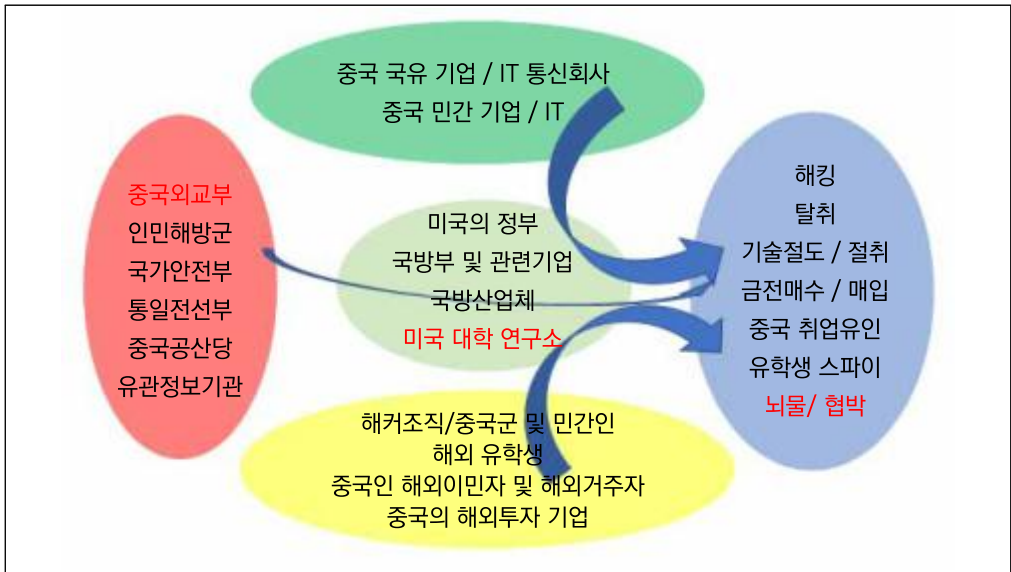 중국 국유 기업 / IT 통신회사
중국 민간 기업 / IT
중국외교부
인민해방군
국가안전부
통일전선부
중국공산당
유관정보기관
미국의 정부
국방부 및 관련기업
국방산업체
미국 대학 연구소
해킹
탈취
기술절도 / 절취
금전매수 / 매입
중국 취업유인
유학생 스파이
뇌물/ 협박
해커조직/중국군 및 민간인
해외 유학생
중국인 해외이민자 및 해외거주자
중국의 해외투자 기업